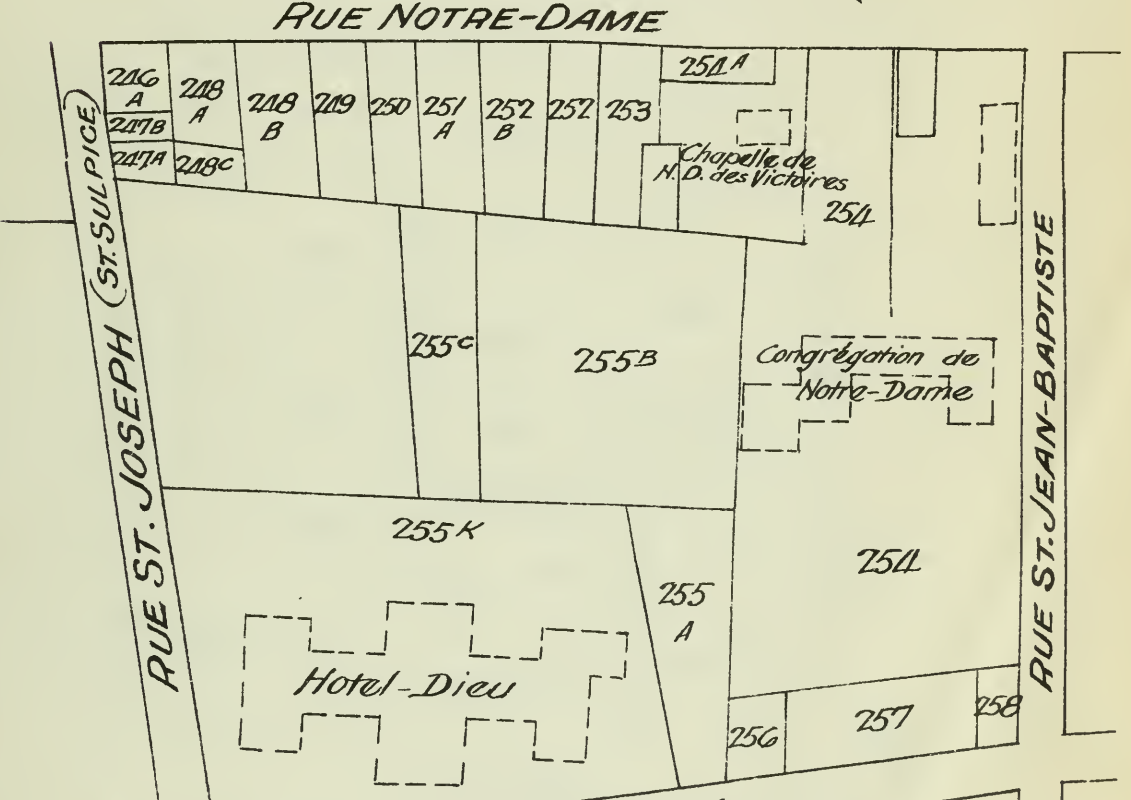 RUE NOTRE-DAME
246
A
247B
247A
248
A
248C
248
B
249
250
251
A
252
B
252
253
254A
Chapelle de
N. D. des Victoires
254
RUE ST. JOSEPH (ST. SULPICE)
255C
255B
Congrégation de
Notre-Dame
RUE ST. JEAN-BAPTISTE
255K
255
A
254
Hotel-Dieu
256
257
258